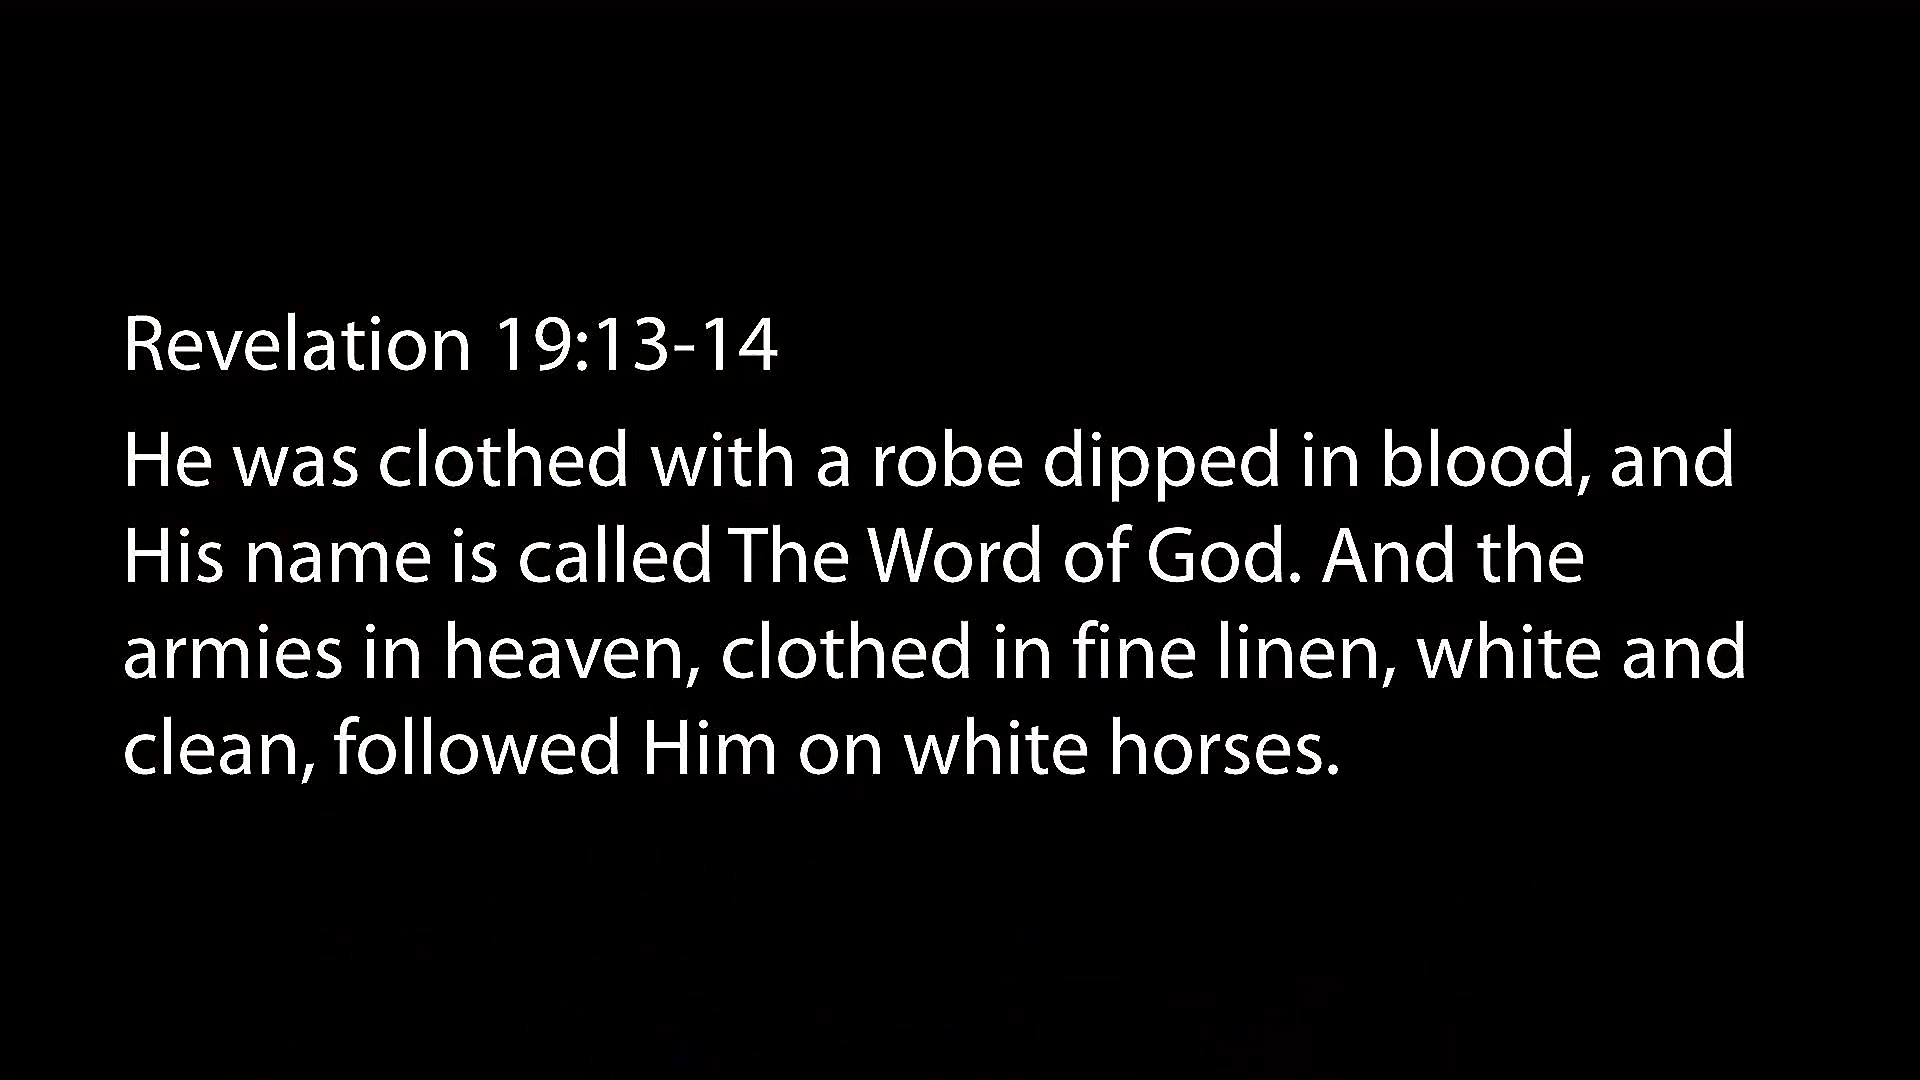 Revelation 19:13-14
He was clothed with a robe dipped in blood, and
His name is called The Word of God. And the
armies in heaven, clothed in fine linen, white and
clean, followed Him on white horses.